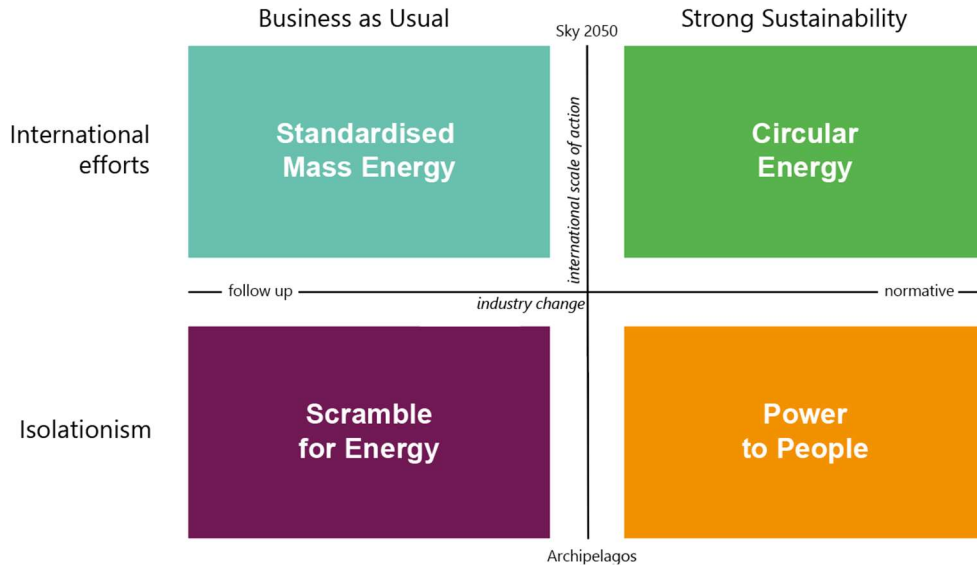 Business as Usual
Strong Sustainability
Sky 2050
International
efforts
Standardised
Mass Energy
international scale of action
Circular
Energy
follow up
industry change
normative
Isolationism
Scramble
for Energy
Power
to People
Archipelagos